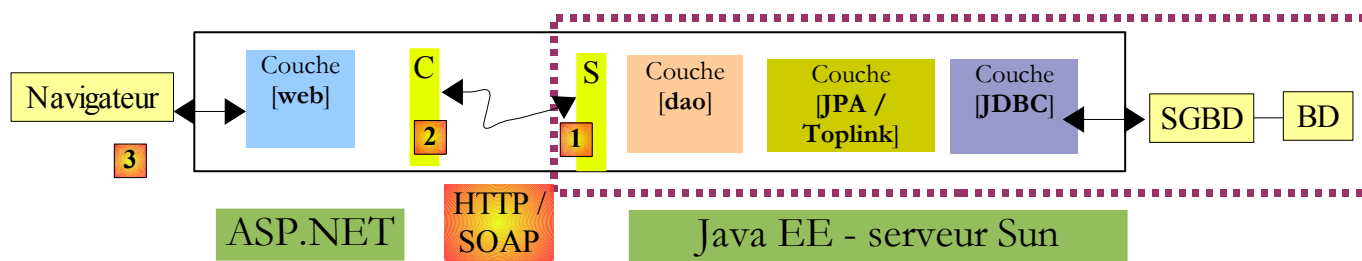 Navigateur
3
Couche
[web]
C
2
S
1
Couche
[dao]
Couche
[JPA /
Toplink]
Couche
[JDBC]
SGBD
BD
ASP.NET
HTTP /
SOAP
Java EE - serveur Sun